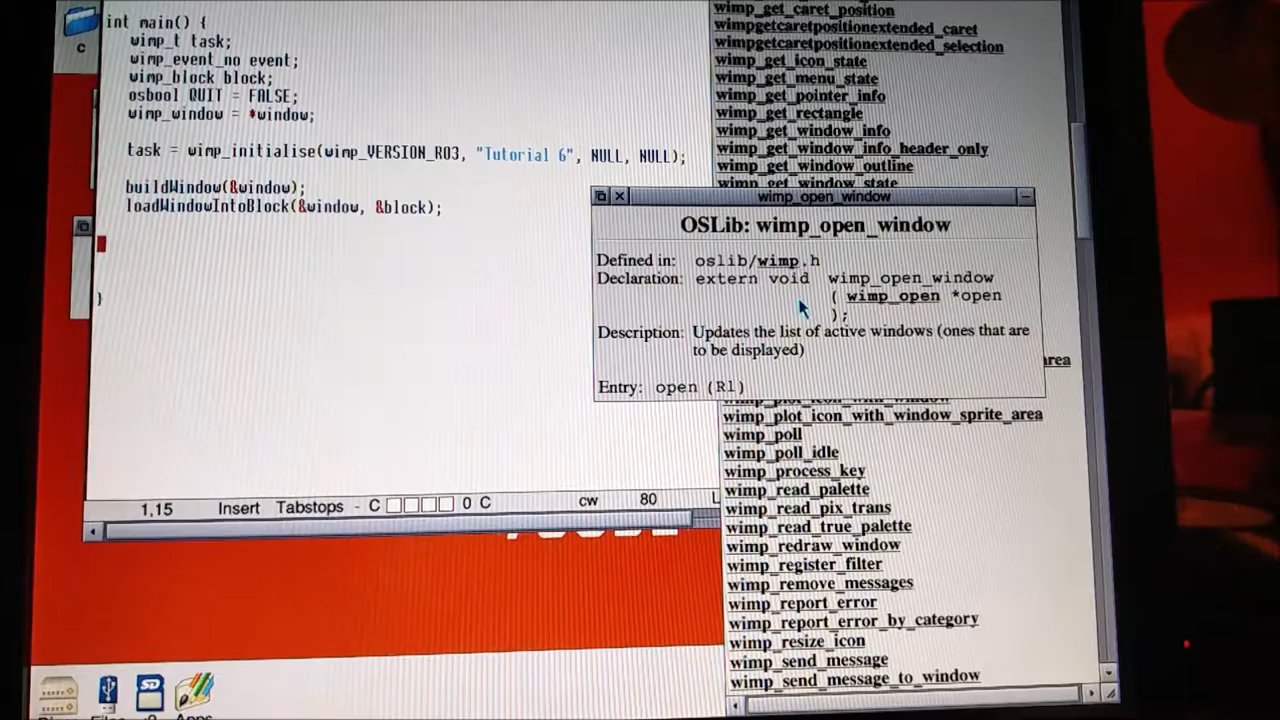 c
int main() {
wimp_t task;
wimp_event_no event;
wimp_block block;
osbool QUIT = FALSE;
wimp_window = *window;
task = wimp_initialise(wimp_VERSION_RO3, "Tutorial 6", NULL, NULL);
buildWindow(&window);
loadWindowIntoBlock(&window, &block);
}
1,15 Insert Tabstops - C 0 C cw 80 L
wimp_get_caret_position
wimpgetcaretpositionextended_caret
wimpgetcaretpositionextended_selection
wimp_get_icon_state
wimp_get_menu_state
wimp_get_pointer_info
wimp_get_rectangle
wimp_get_window_info
wimp_get_window_info_header_only
wimp_get_window_outline
wimp_get_window_state
wimp_open_window
OSLib: wimp_open_window
Defined in: oslib/wimp.h
Declaration: extern void wimp_open_window
( wimp_open *open
);
Description: Updates the list of active windows (ones that are
to be displayed)
Entry: open (R1)
area
wimp_plot_icon_with_window
wimp_plot_icon_with_window_sprite_area
wimp_poll
wimp_poll_idle
wimp_process_key
wimp_read_palette
wimp_read_pix_trans
wimp_read_true_palette
wimp_redraw_window
wimp_register_filter
wimp_remove_messages
wimp_report_error
wimp_report_error_by_category
wimp_resize_icon
wimp_send_message
wimp_send_message_to_window
SD